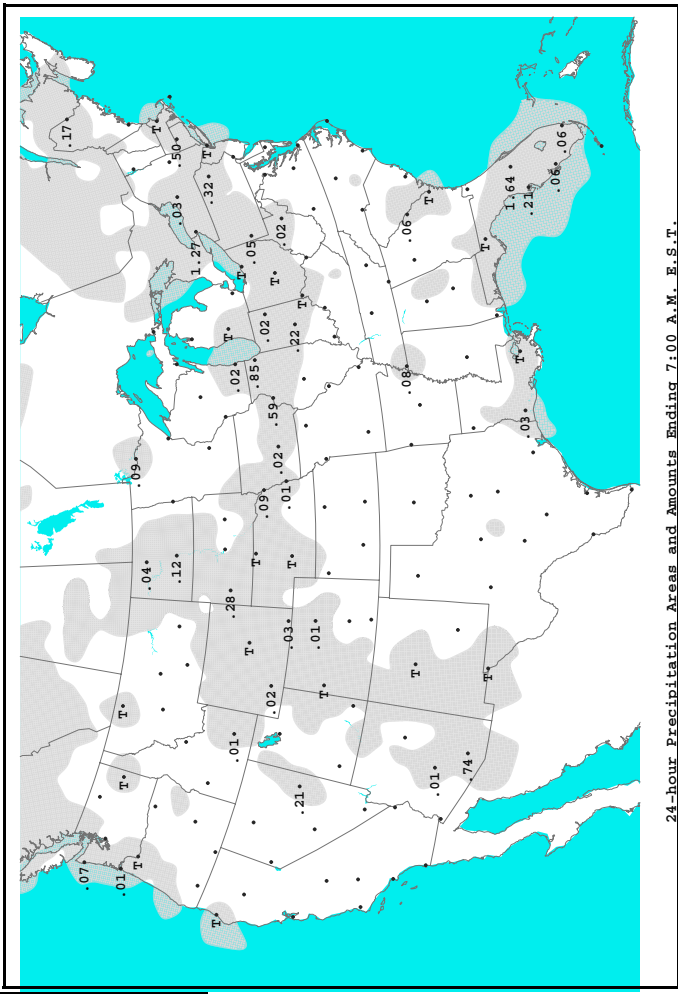 .17
.07
.01
T
T
.09
T
.04
T
.12
.03
.50
1.27
.32
T
T
T
.28
.01
.02
T
T
.05
.85
T
.09
.02
.02
.59
T
.02
.02
.01
.03
T
.22
.21
T
.01
T
.08
.06
T
T
.01
.74
T
T
1.64
T
.03
.21
.06
.06
24-hour Precipitation Areas and Amounts Ending 7:00 A.M. E.S.T.